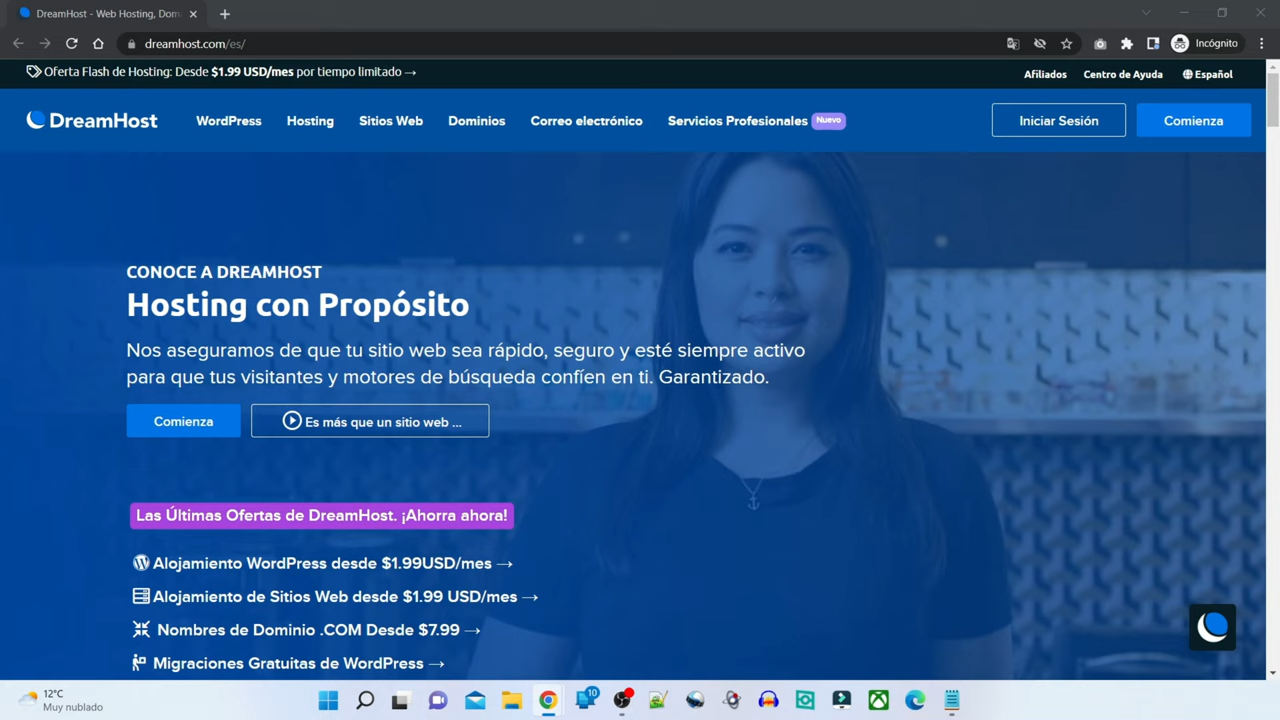 DreamHost - Web Hosting, Dom
dreamhost.com/es/
Incógnito
Oferta Flash de Hosting: Desde $1.99 USD/mes por tiempo limitado →
Afiliados
Centro de Ayuda
Español
DreamHost
WordPress
Hosting
Sitios Web
Dominios
Correo electrónico
Servicios Profesionales
Nuevo
Iniciar Sesión
Comienza
CONOCE A DREAMHOST
Hosting con Propósito
Nos aseguramos de que tu sitio web sea rápido, seguro y esté siempre activo
para que tus visitantes y motores de búsqueda confíen en ti. Garantizado.
Comienza
Es más que un sitio web ...
Las Últimas Ofertas de DreamHost. ¡Ahorra ahora!
Alojamiento WordPress desde $1.99USD/mes →
Alojamiento de Sitios Web desde $1.99 USD/mes →
Nombres de Dominio .COM Desde $7.99 →
Migraciones Gratuitas de WordPress →
12°C
Muy nublado
10